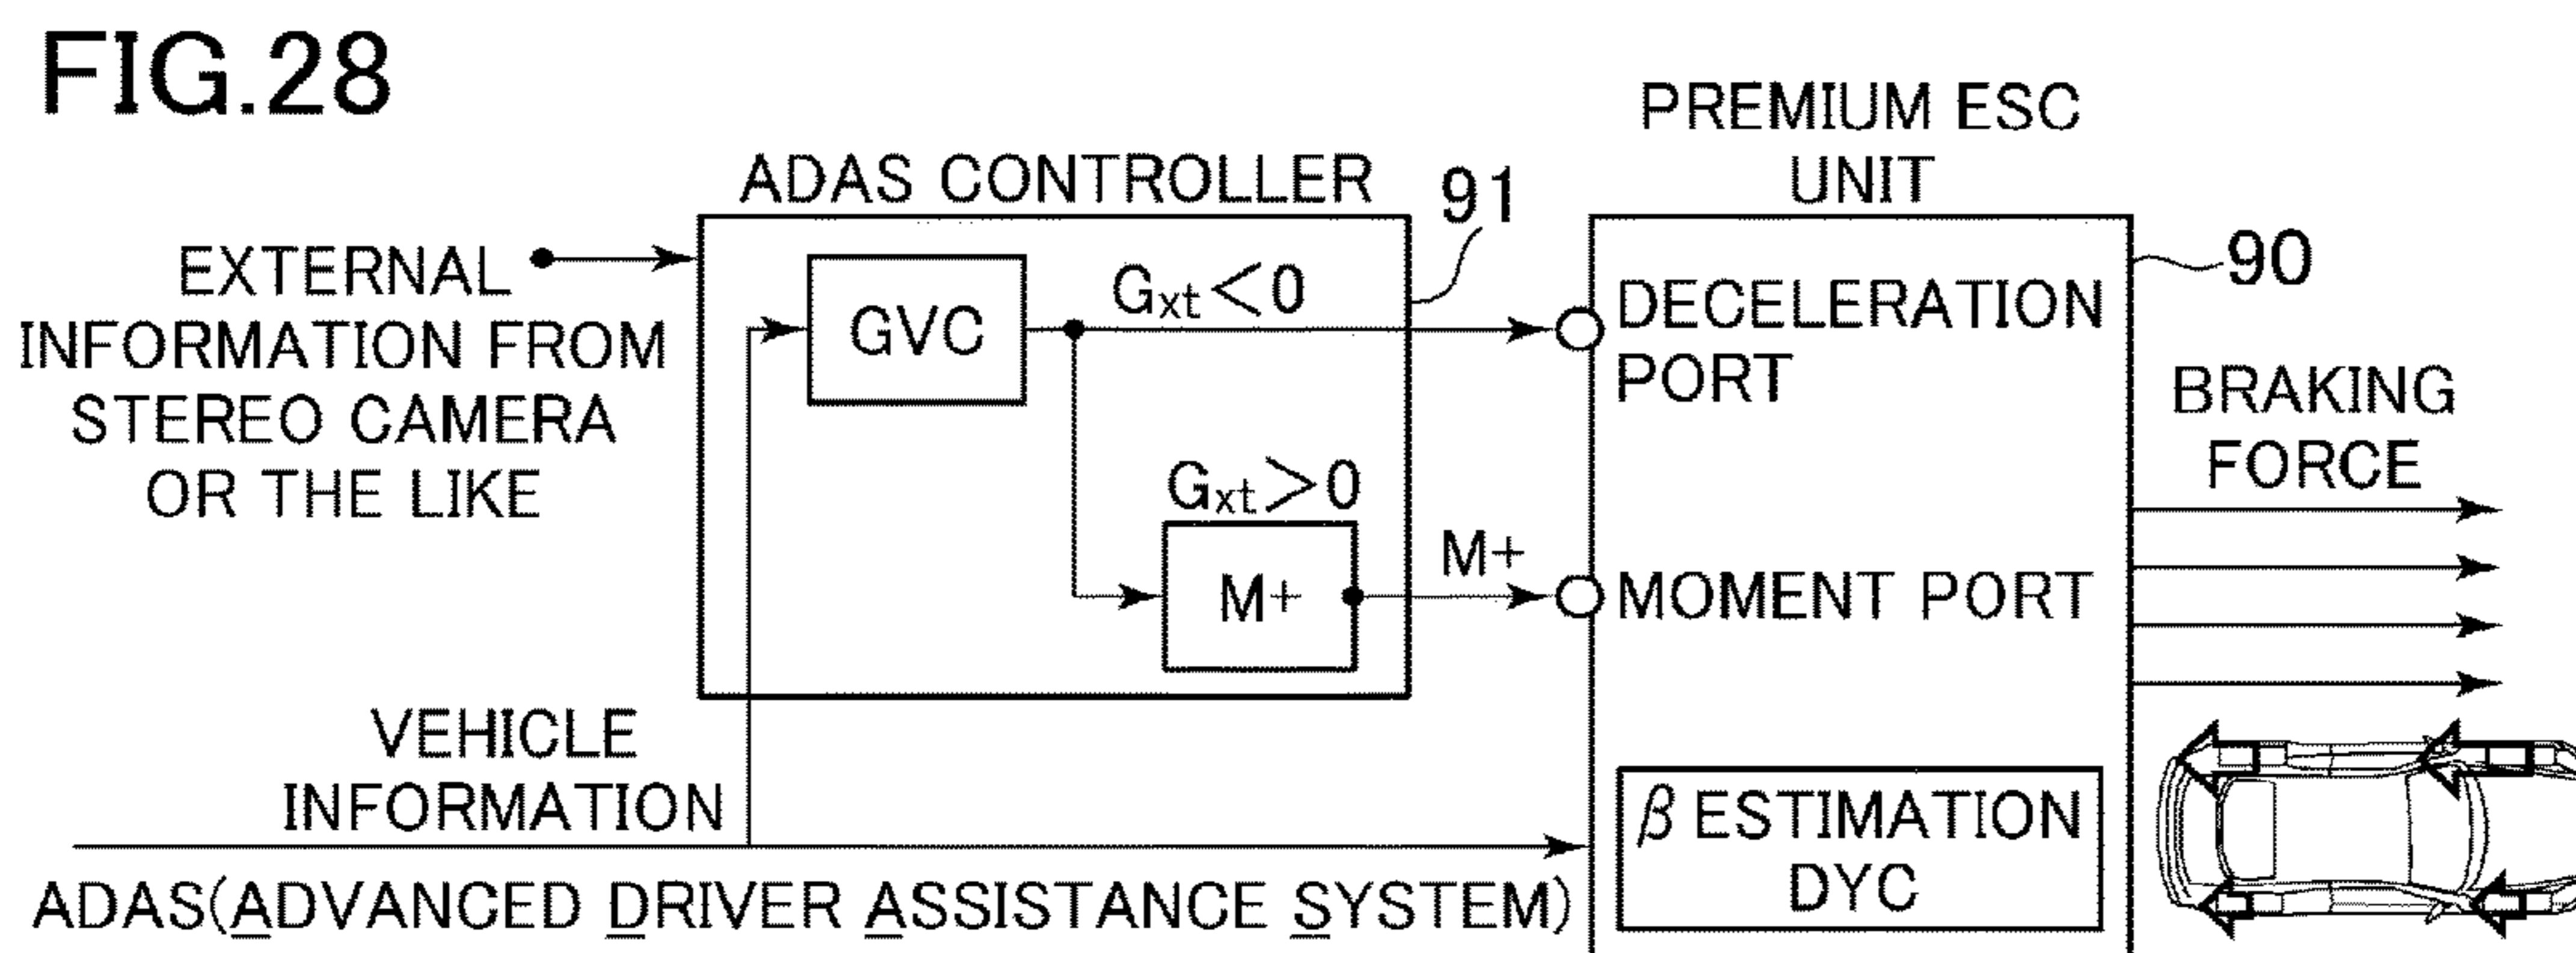 FIG.28
PREMIUM ESC
UNIT
ADAS CONTROLLER
91
90
EXTERNAL
INFORMATION FROM
STEREO CAMERA
OR THE LIKE
GVC
Gxt<0
DECELERATION
PORT
BRAKING
FORCE
Gxt>0
M+
M+
MOMENT PORT
VEHICLE
INFORMATION
β ESTIMATION
DYC
ADAS(ADVANCED DRIVER ASSISTANCE SYSTEM)